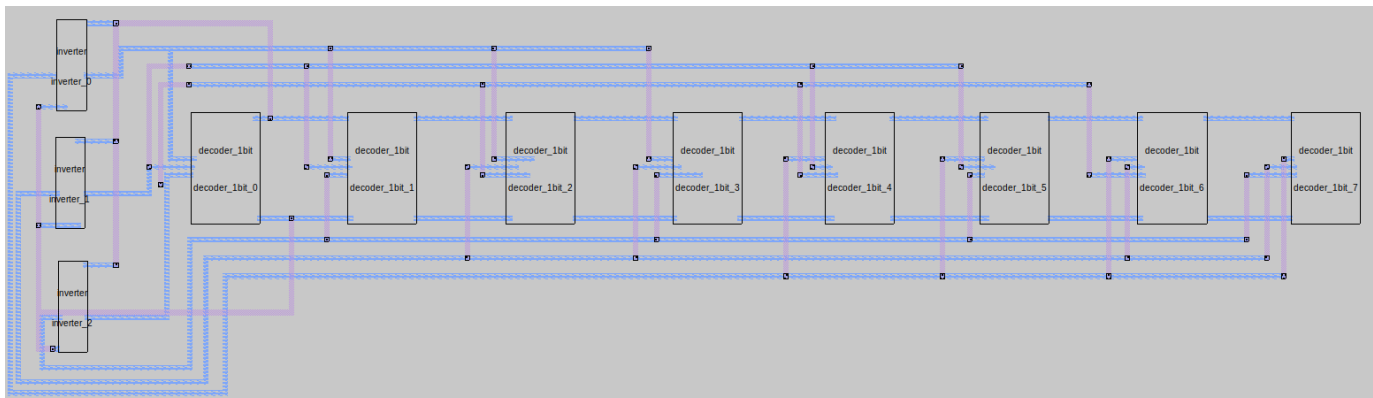 inverter
inverter_0
inverter
inverter_1
inverter
inverter_2
decoder_1bit
decoder_1bit_0
decoder_1bit
decoder_1bit_1
decoder_1bit
decoder_1bit_2
decoder_1bit
decoder_1bit_3
decoder_1bit
decoder_1bit_4
decoder_1bit
decoder_1bit_5
decoder_1bit
decoder_1bit_6
decoder_1bit
decoder_1bit_7